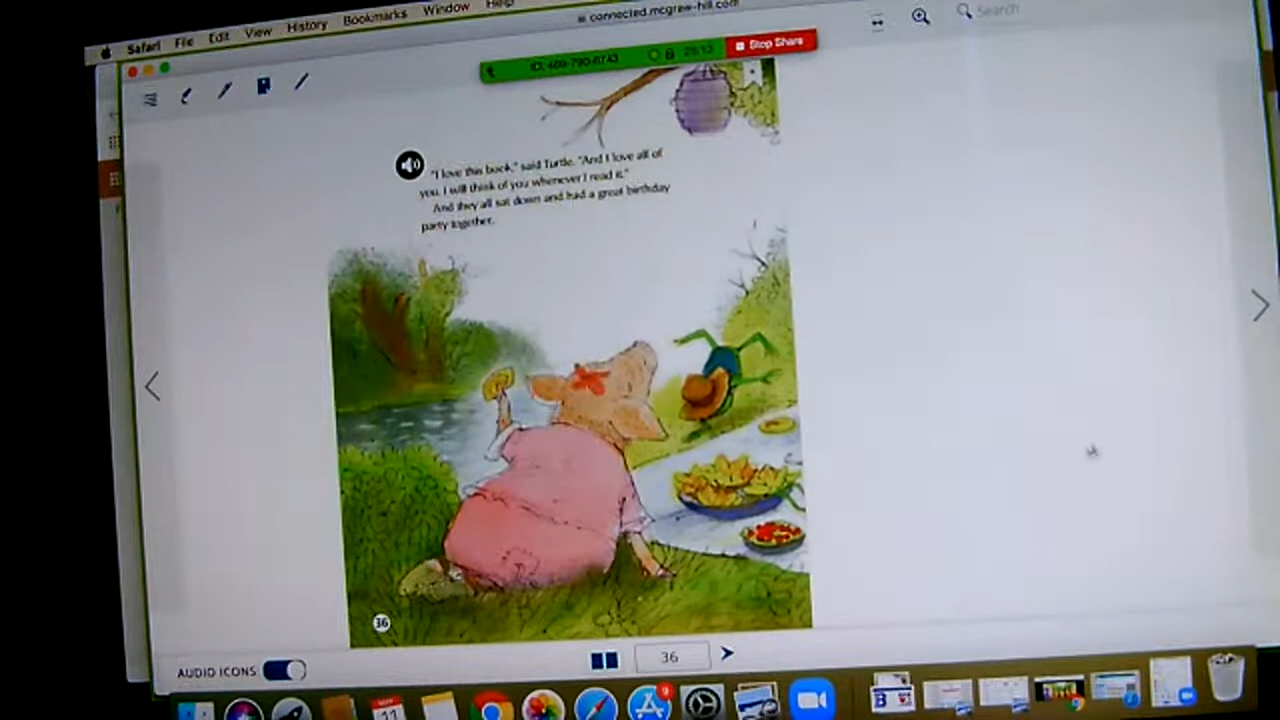 Safari File Edit View History Bookmarks Window Help
connected.mcgraw-hill.com
Search
Stop Share
"I love this book," said Turtle. "And I love all of
you. I will think of you whenever I read it."
And they all sat down and had a great birthday
party together.
36
AUDIO ICONS
36